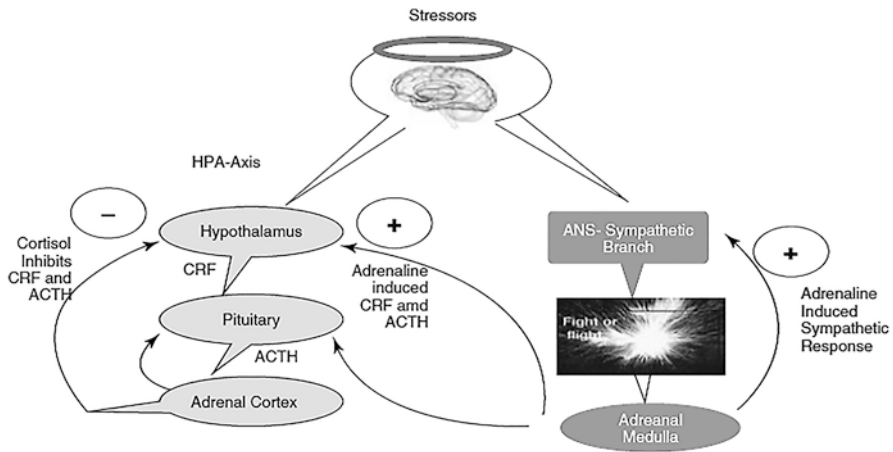 Stressors
HPA-Axis
−
Hypothalamus
+
ANS- Sympathetic
Branch
+
Cortisol
Inhibits
CRF and
ACTH
CRF
Adrenaline
induced
CRF amd
ACTH
Adrenaline
Induced
Sympathetic
Response
Pituitary
Fight or
flight
ACTH
Adrenal Cortex
Adreanal
Medulla